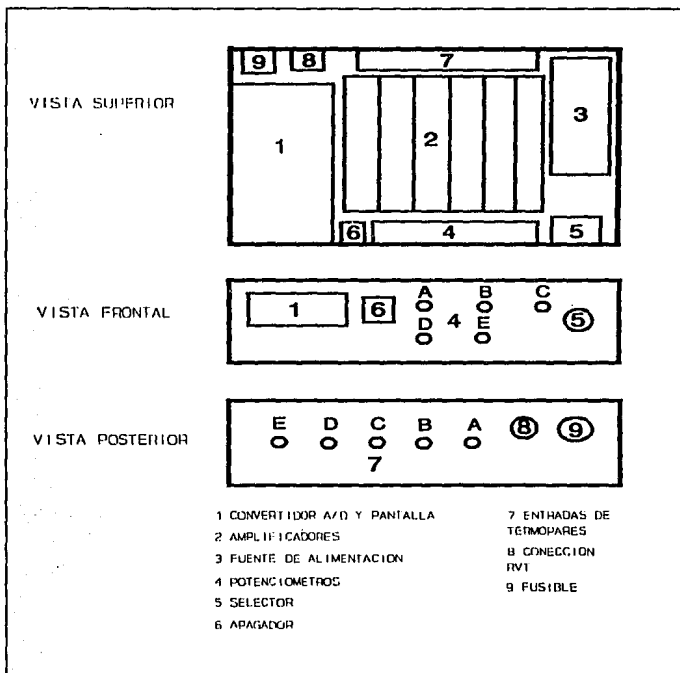 VISTA SUPERIOR
9 8 7
1 2 3
6 4 5
VISTA FRONTAL
A B C
1 6 4 5
D E
VISTA POSTERIOR
E D C B A 8 9
7
1 CONVERTIDOR A/D Y PANTALLA
2 AMPLIFICADORES
3 FUENTE DE ALIMENTACION
4 POTENCIOMETROS
5 SELECTOR
6 APAGADOR
7 ENTRADAS DE
TERMOPARES
8 CONECCION
RVT
9 FUSIBLE